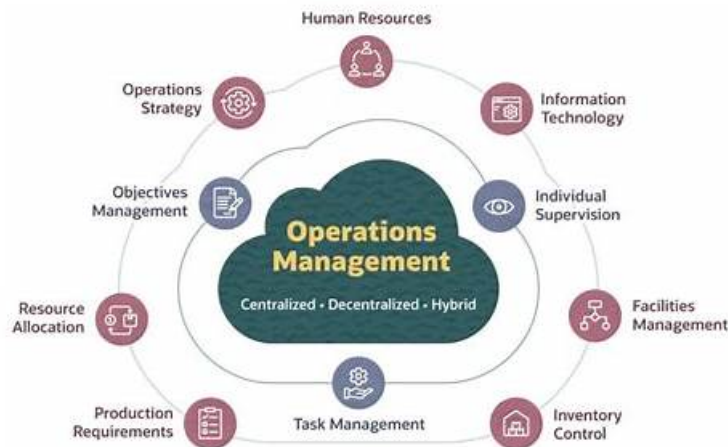 Human Resources
Operations
Strategy
Information
Technology
Objectives
Management
Individual
Supervision
Operations
Management
Centralized • Decentralized • Hybrid
Resource
Allocation
Facilities
Management
Production
Requirements
Task Management
Inventory
Control